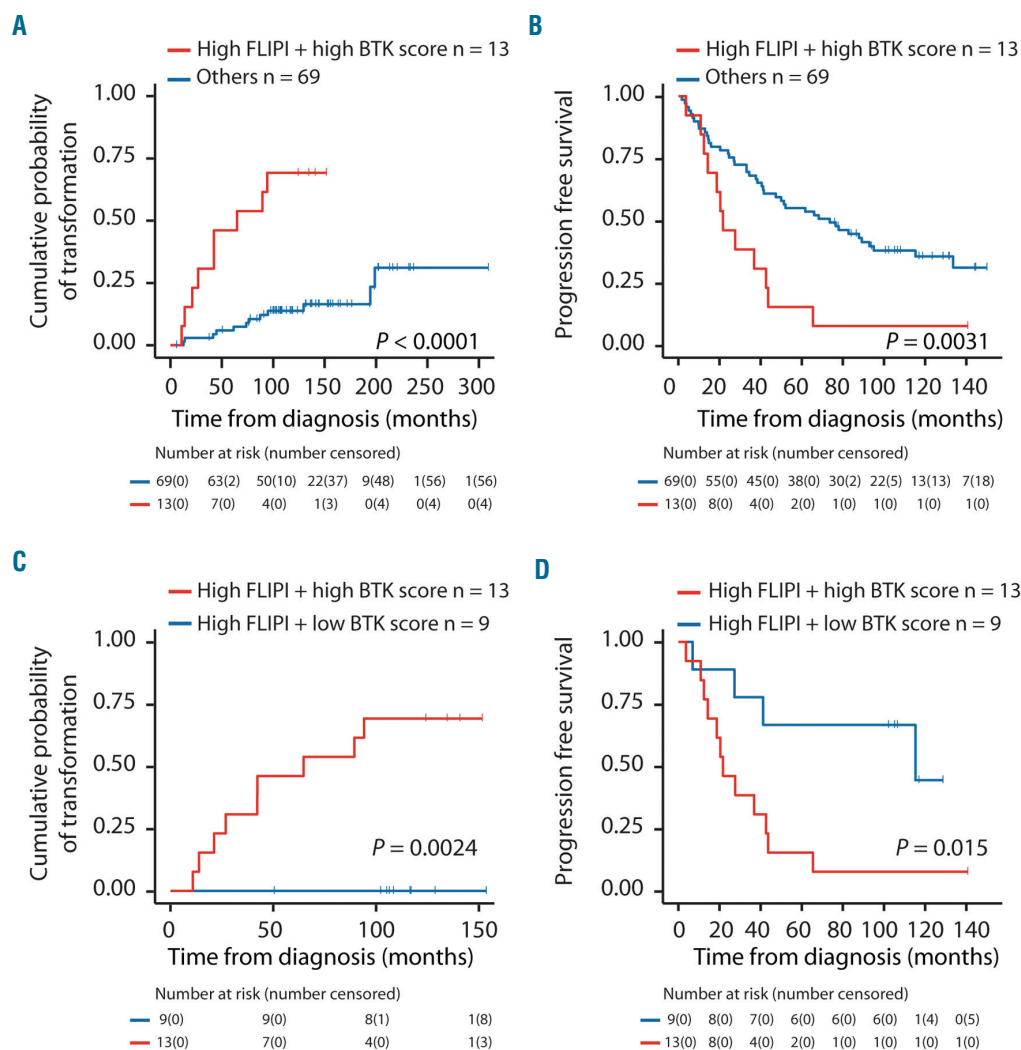 A
High FLIPI + high BTK score n = 13
Others n = 69
Cumulative probability
of transformation
1.00
0.75
0.50
0.25
0.00
P < 0.0001
0 50 100 150 200 250 300
Time from diagnosis (months)
Number at risk (number censored)
69(0) 63(2) 50(10) 22(37) 9(48) 1(56) 1(56)
13(0) 7(0) 4(0) 1(3) 0(4) 0(4) 0(4)
B
High FLIPI + high BTK score n = 13
Others n = 69
Progression free survival
1.00
0.75
0.50
0.25
0.00
P = 0.0031
0 20 40 60 80 100 120 140
Time from diagnosis (months)
Number at risk (number censored)
69(0) 55(0) 45(0) 38(0) 30(2) 22(5) 13(13) 7(18)
13(0) 8(0) 4(0) 2(0) 1(0) 1(0) 1(0) 1(0)
C
High FLIPI + high BTK score n = 13
High FLIPI + low BTK score n = 9
Cumulative probability
of transformation
1.00
0.75
0.50
0.25
0.00
P = 0.0024
0 50 100 150
Time from diagnosis (months)
Number at risk (number censored)
9(0) 9(0) 8(1) 1(8)
13(0) 7(0) 4(0) 1(3)
D
High FLIPI + high BTK score n = 13
High FLIPI + low BTK score n = 9
Progression free survival
1.00
0.75
0.50
0.25
0.00
P = 0.015
0 20 40 60 80 100 120 140
Time from diagnosis (months)
Number at risk (number censored)
9(0) 8(0) 7(0) 6(0) 6(0) 6(0) 1(4) 0(5)
13(0) 8(0) 4(0) 2(0) 1(0) 1(0) 1(0) 1(0)